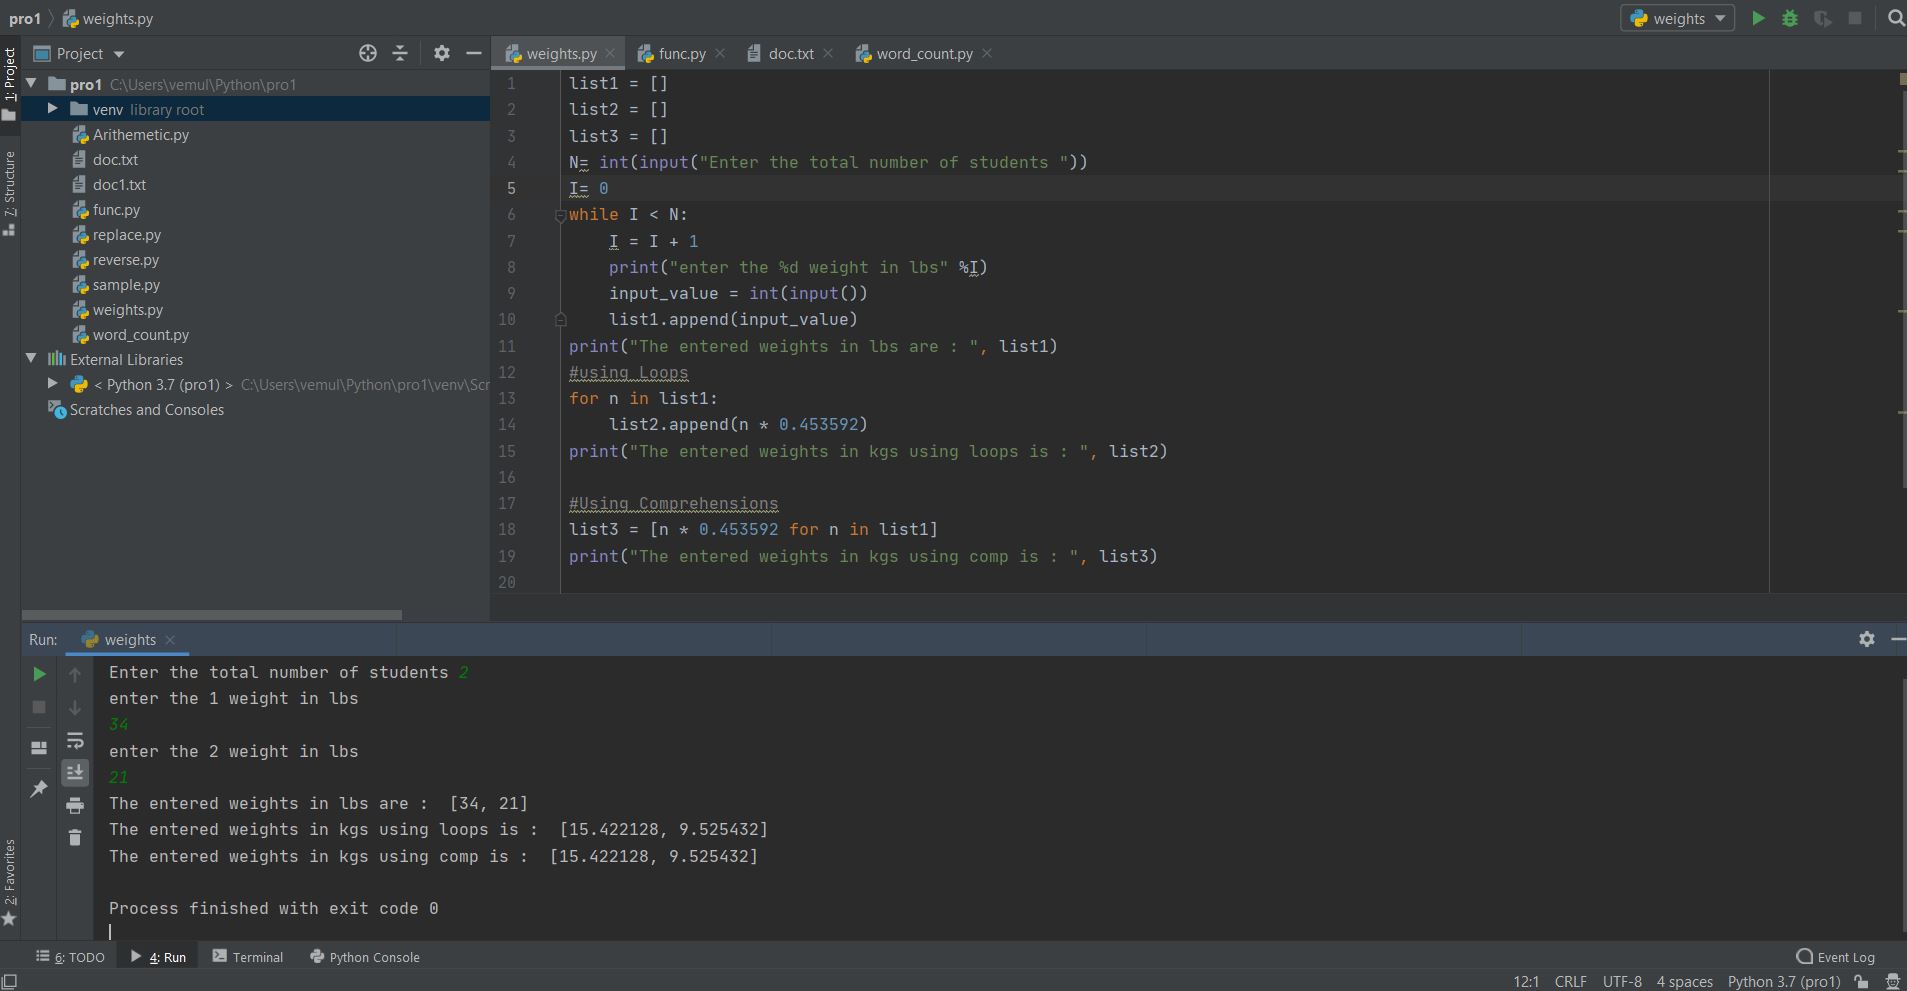 pro1 weights.py
weights
Project
weights.py func.py doc.txt word_count.py
1: Project
7: Structure
2: Favorites
pro1 C:\Users\vemul\Python\pro1
venv library root
Arithemetic.py
doc.txt
doc1.txt
func.py
replace.py
reverse.py
sample.py
weights.py
word_count.py
External Libraries
< Python 3.7 (pro1) > C:\Users\vemul\Python\pro1\venv\Scr
Scratches and Consoles
1 list1 = []
2 list2 = []
3 list3 = []
4 N= int(input("Enter the total number of students "))
5 I= 0
6 while I < N:
7     I = I + 1
8     print("enter the %d weight in lbs" %I)
9     input_value = int(input())
10     list1.append(input_value)
11 print("The entered weights in lbs are : ", list1)
12 #using Loops
13 for n in list1:
14     list2.append(n * 0.453592)
15 print("The entered weights in kgs using loops is : ", list2)
16
17 #Using Comprehensions
18 list3 = [n * 0.453592 for n in list1]
19 print("The entered weights in kgs using comp is : ", list3)
20
Run: weights
Enter the total number of students 2
enter the 1 weight in lbs
34
enter the 2 weight in lbs
21
The entered weights in lbs are :  [34, 21]
The entered weights in kgs using loops is :  [15.422128, 9.525432]
The entered weights in kgs using comp is :  [15.422128, 9.525432]
Process finished with exit code 0
6: TODO 4: Run Terminal Python Console Event Log
12:1 CRLF UTF-8 4 spaces Python 3.7 (pro1)